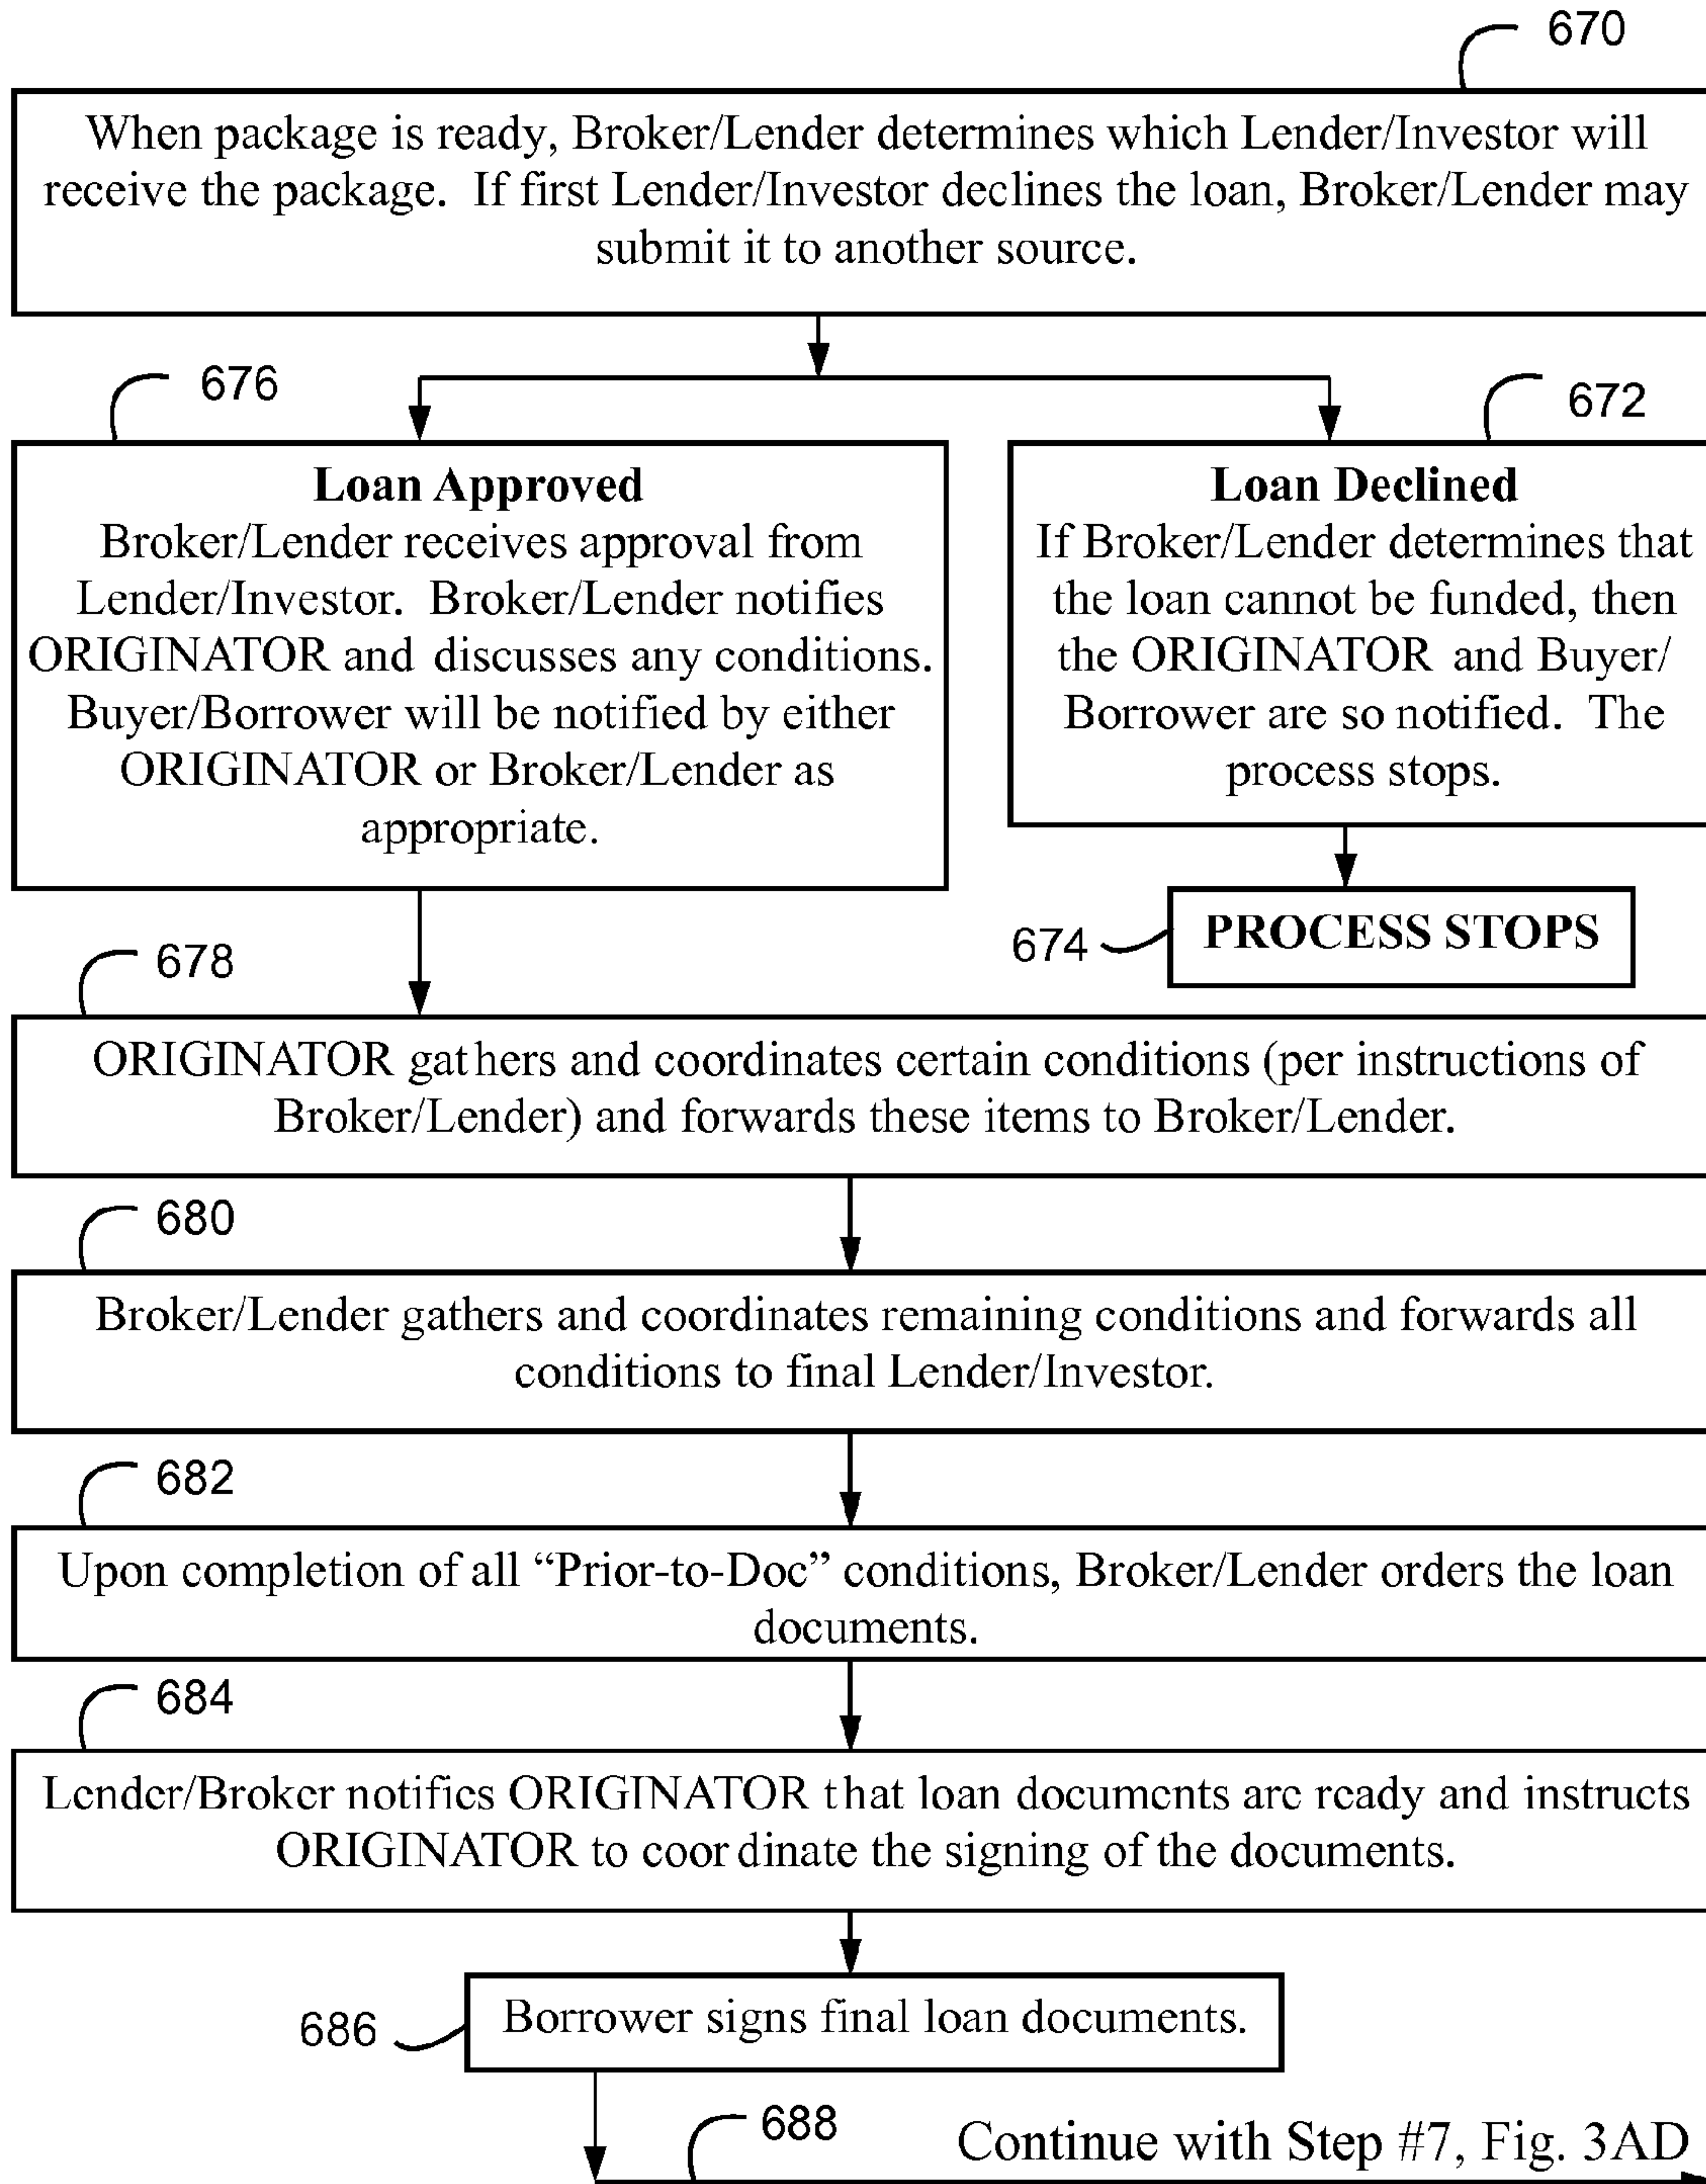 670
When package is ready, Broker/Lender determines which Lender/Investor will
receive the package.  If first Lender/Investor declines the loan, Broker/Lender may
submit it to another source.
676
672
Loan Approved
Broker/Lender receives approval from
Lender/Investor.  Broker/Lender notifies
ORIGINATOR and discusses any conditions.
Buyer/Borrower will be notified by either
ORIGINATOR or Broker/Lender as
appropriate.
Loan Declined
If Broker/Lender determines that
the loan cannot be funded, then
the ORIGINATOR and Buyer/
Borrower are so notified.  The
process stops.
674
PROCESS STOPS
678
ORIGINATOR gathers and coordinates certain conditions (per instructions of
Broker/Lender) and forwards these items to Broker/Lender.
680
Broker/Lender gathers and coordinates remaining conditions and forwards all
conditions to final Lender/Investor.
682
Upon completion of all “Prior-to-Doc” conditions, Broker/Lender orders the loan
documents.
684
Lender/Broker notifies ORIGINATOR that loan documents are ready and instructs
ORIGINATOR to coordinate the signing of the documents.
686
Borrower signs final loan documents.
688
Continue with Step #7, Fig. 3AD